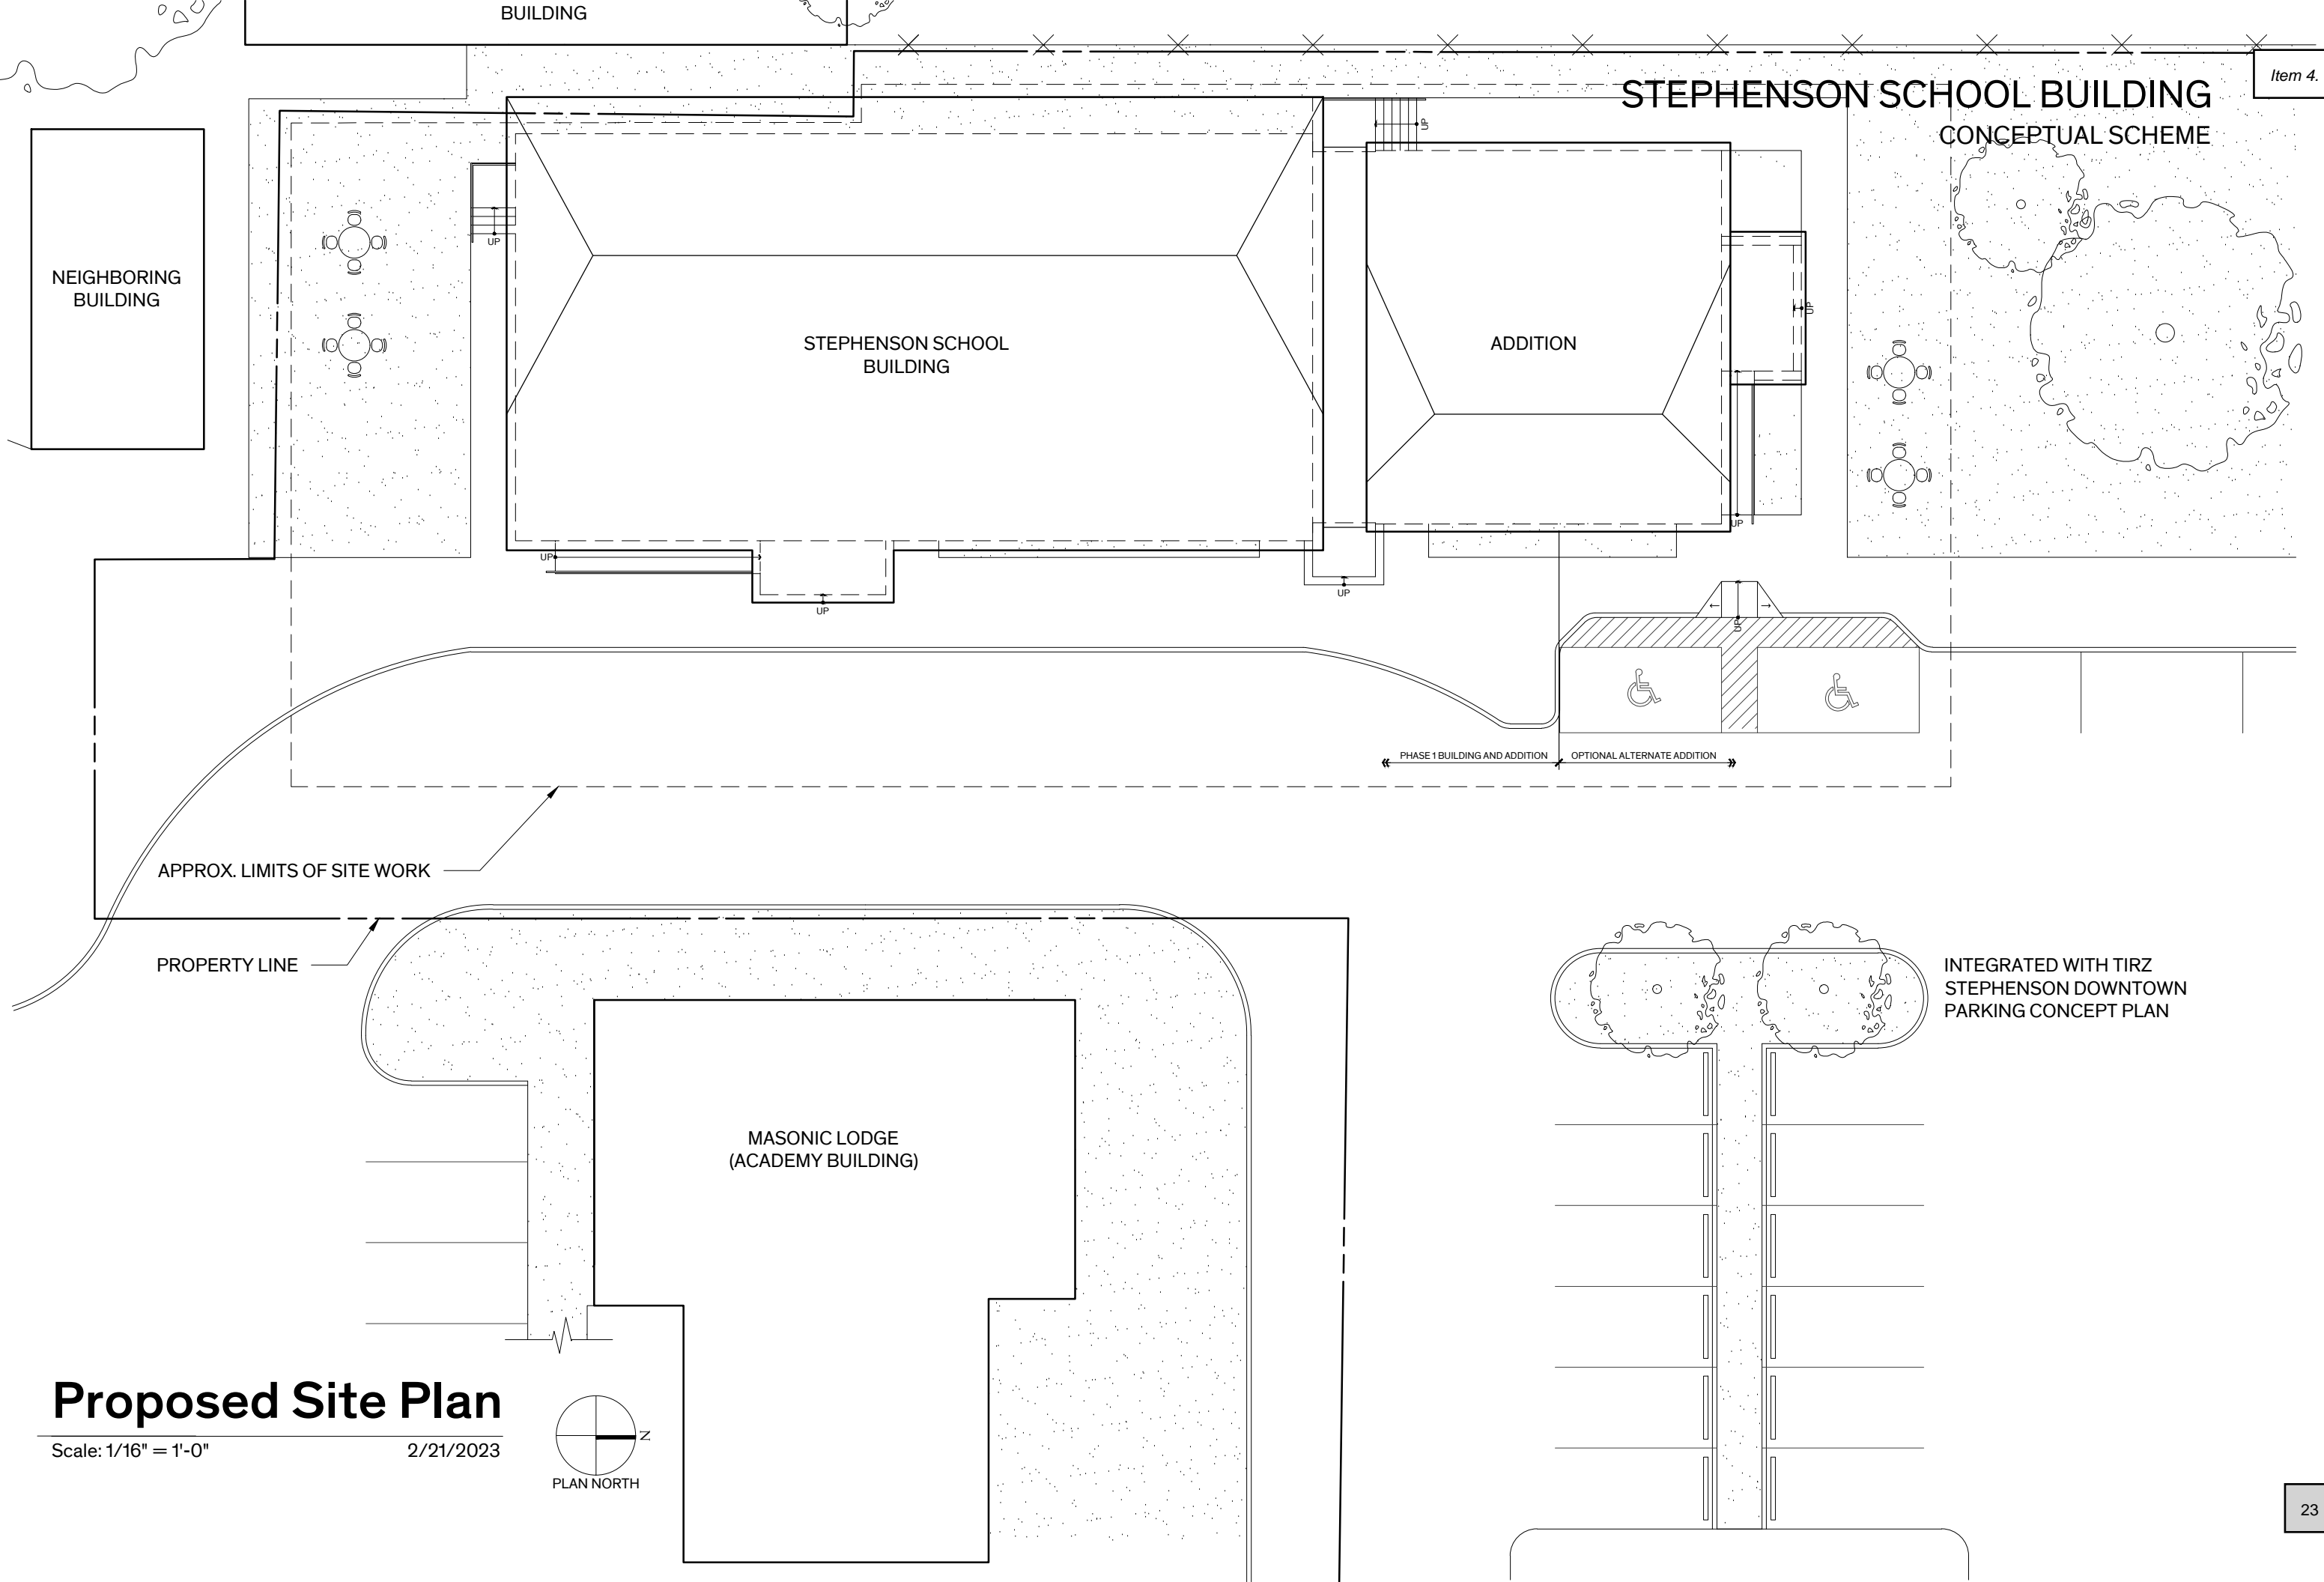 BUILDING
Item 4.
STEPHENSON SCHOOL BUILDING
CONCEPTUAL SCHEME
UP
UP
NEIGHBORING
BUILDING
STEPHENSON SCHOOL
BUILDING
ADDITION
UP
UP
UP
UP
UP
UP
PHASE 1 BUILDING AND ADDITION
OPTIONAL ALTERNATE ADDITION
APPROX. LIMITS OF SITE WORK
PROPERTY LINE
INTEGRATED WITH TIRZ
STEPHENSON DOWNTOWN
PARKING CONCEPT PLAN
MASONIC LODGE
(ACADEMY BUILDING)
Proposed Site Plan
Scale: 1/16" = 1'-0"
2/21/2023
N
PLAN NORTH
23